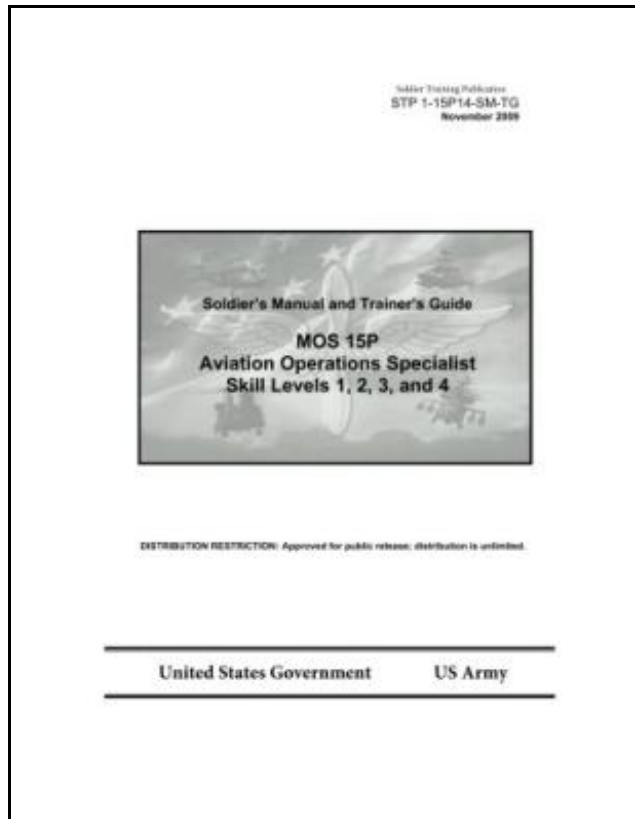 Soldier Training Publication
STP 1-15P14-SM-TG
November 2009
Soldier's Manual and Trainer's Guide
MOS 15P
Aviation Operations Specialist
Skill Levels 1, 2, 3, and 4
DISTRIBUTION RESTRICTION: Approved for public release; distribution is unlimited.
United States Government US Army